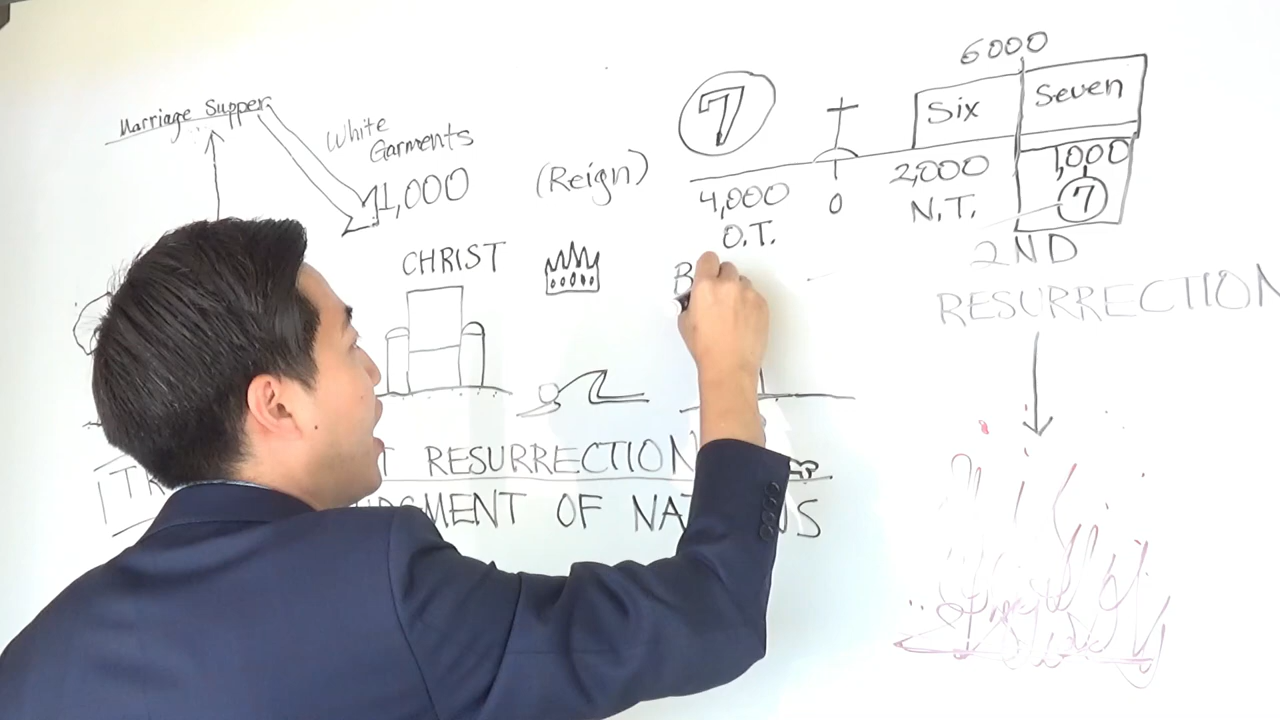 Marriage Supper
White
Garments
1,000
(Reign)
7
6000
Six
Seven
4,000
0
2,000
1,000
O.T.
N.T.
7
2ND
RESURRECTION
CHRIST
B
RESURRECTION
OF